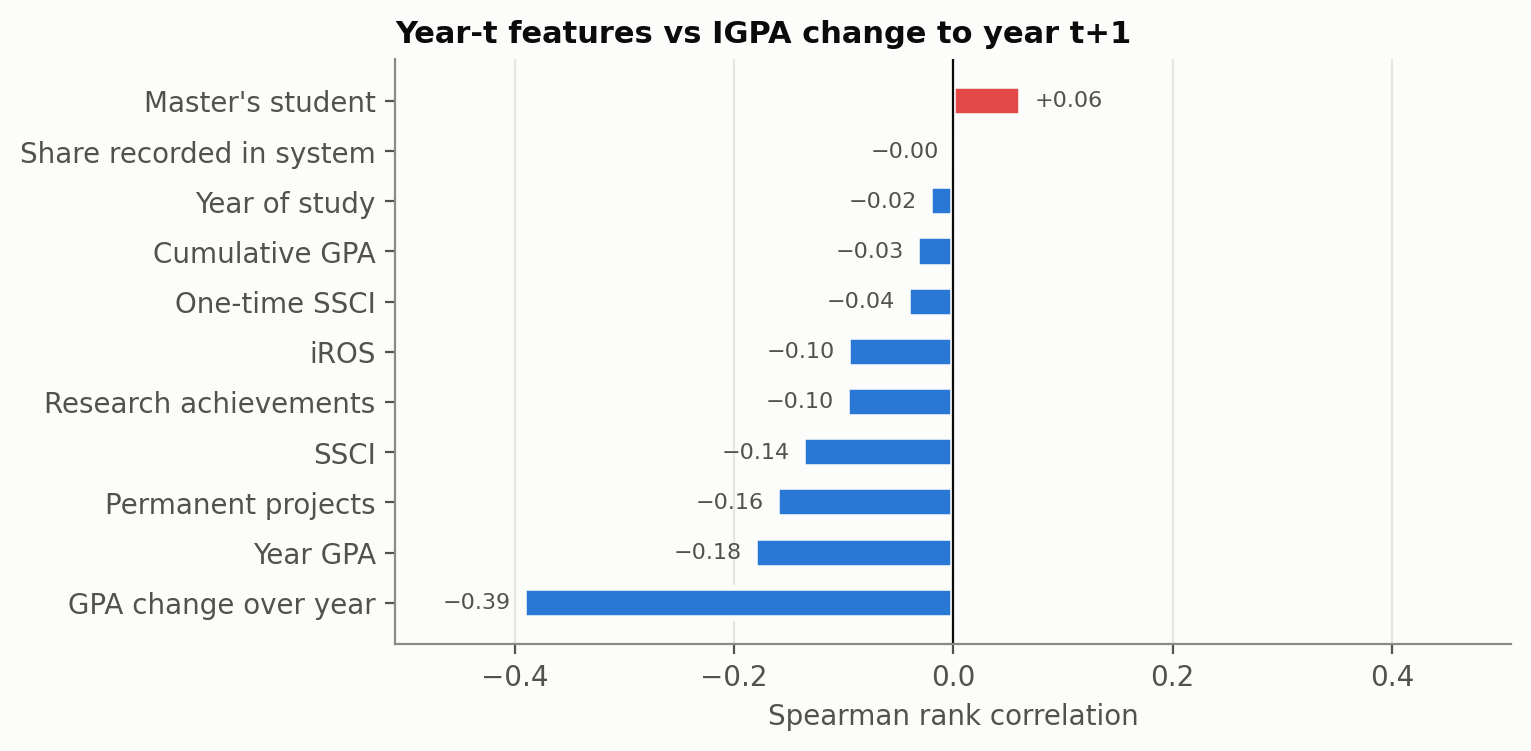 Year-t features vs IGPA change to year t+1
Master's student +0.06
Share recorded in system −0.00
Year of study −0.02
Cumulative GPA −0.03
One-time SSCI −0.04
iROS −0.10
Research achievements −0.10
SSCI −0.14
Permanent projects −0.16
Year GPA −0.18
GPA change over year −0.39
−0.4 −0.2 0.0 0.2 0.4
Spearman rank correlation